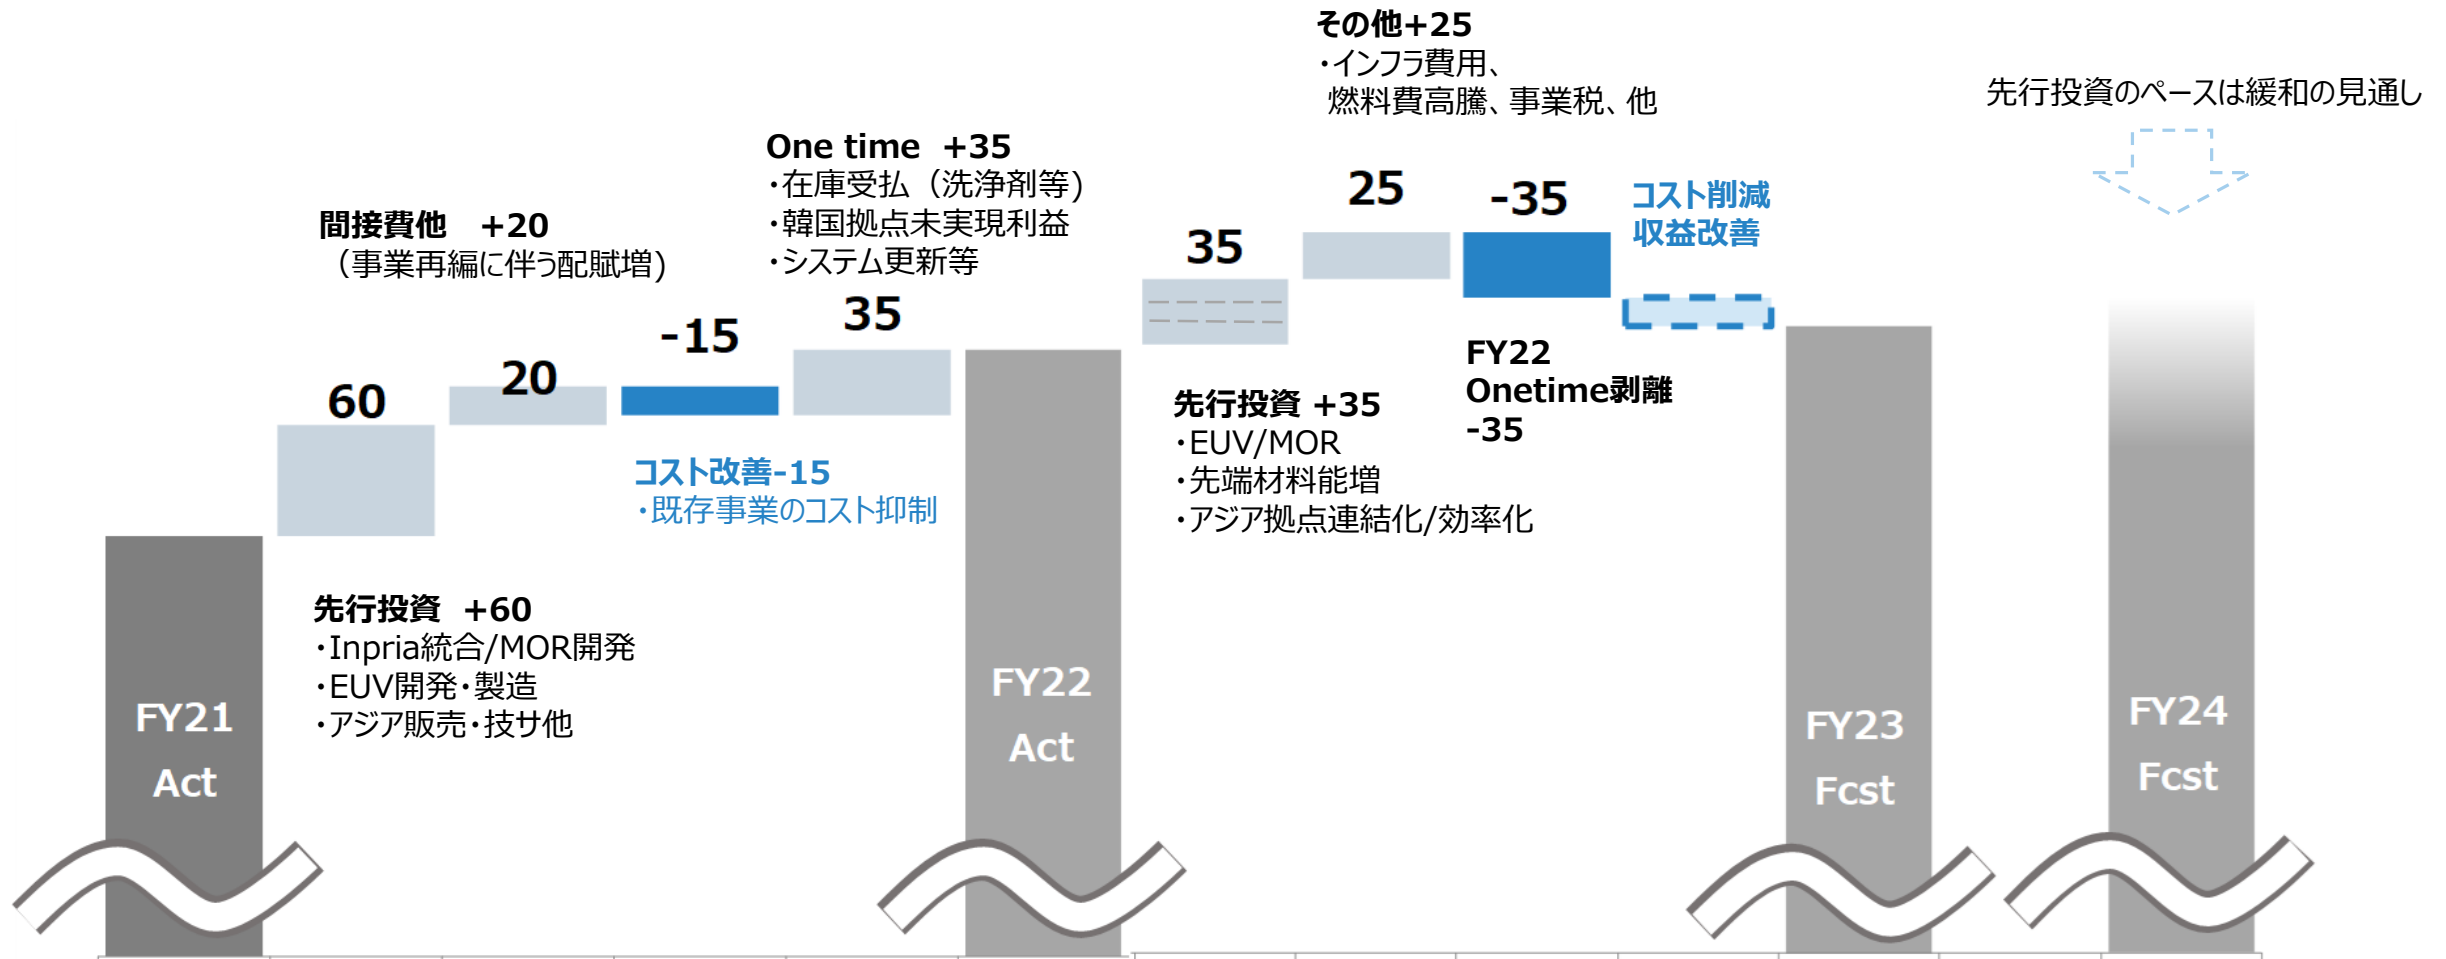 その他+25
・インフラ費用、
燃料費高騰、事業税、他
先行投資のペースは緩和の見通し
One time +35
・在庫受払（洗浄剤等)
・韓国拠点未実現利益
・システム更新等
間接費他 +20
（事業再編に伴う配賦増)
60
20
-15
35
35
25
-35
コスト削減
収益改善
コスト改善-15
・既存事業のコスト抑制
FY22
Onetime剥離
-35
先行投資 +35
・EUV/MOR
・先端材料能増
・アジア拠点連結化/効率化
先行投資 +60
・Inpria統合/MOR開発
・EUV開発・製造
・アジア販売・技サ他
FY21
Act
FY22
Act
FY23
Fcst
FY24
Fcst